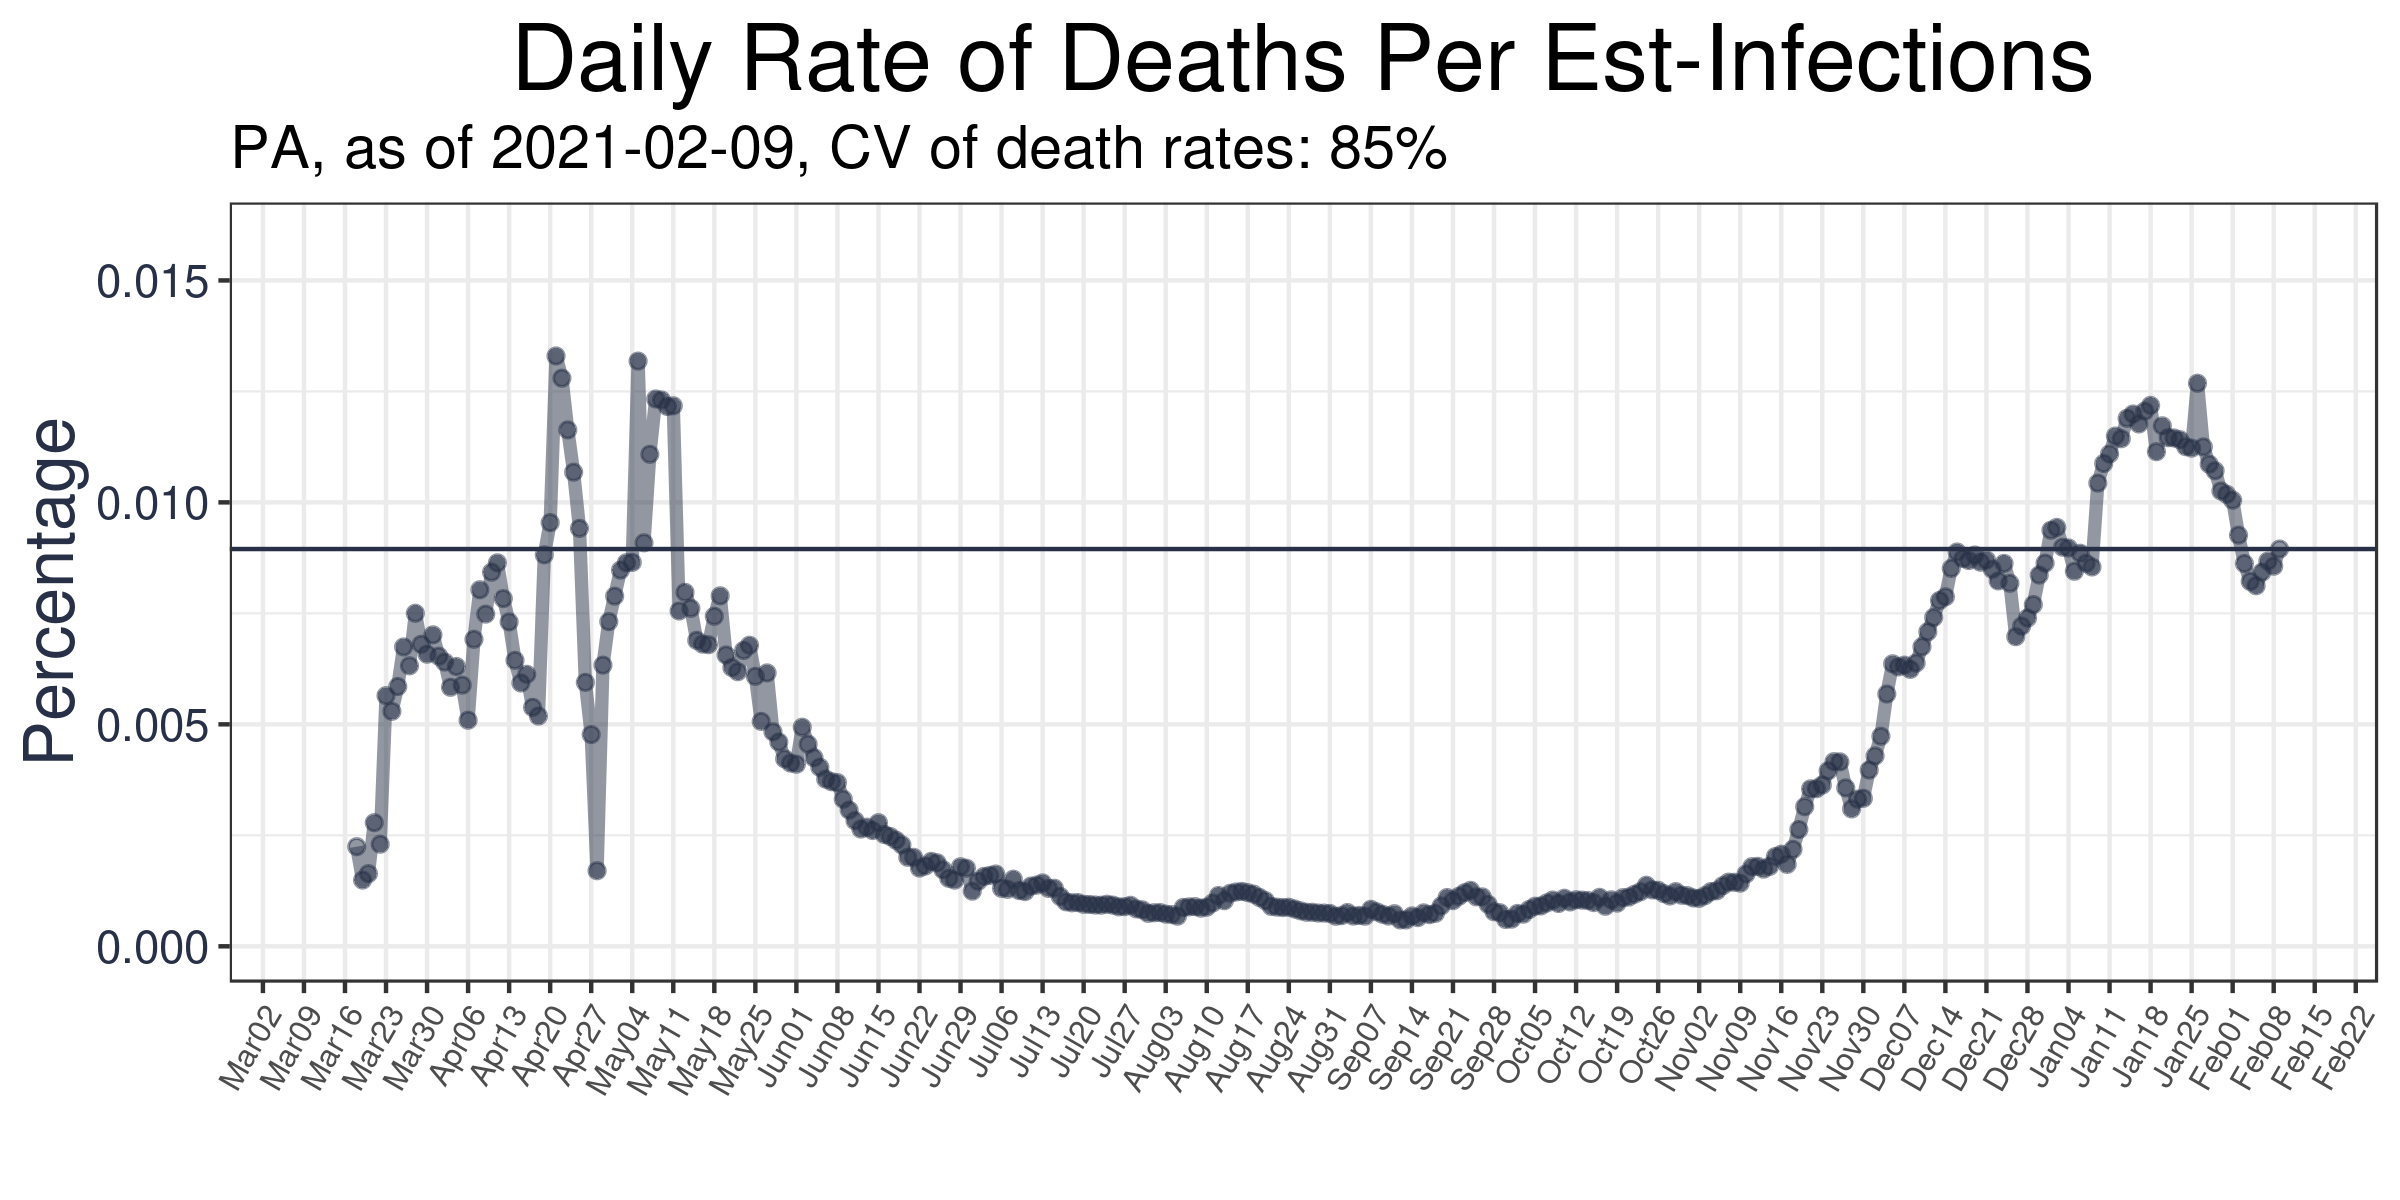 Daily Rate of Deaths Per Est-Infections
PA, as of 2021-02-09, CV of death rates: 85%
Percentage
0.015
0.010
0.005
0.000
Mar02
Mar09
Mar16
Mar23
Mar30
Apr06
Apr13
Apr20
Apr27
May04
May11
May18
May25
Jun01
Jun08
Jun15
Jun22
Jun29
Jul06
Jul13
Jul20
Jul27
Aug03
Aug10
Aug17
Aug24
Aug31
Sep07
Sep14
Sep21
Sep28
Oct05
Oct12
Oct19
Oct26
Nov02
Nov09
Nov16
Nov23
Nov30
Dec07
Dec14
Dec21
Dec28
Jan04
Jan11
Jan18
Jan25
Feb01
Feb08
Feb15
Feb22